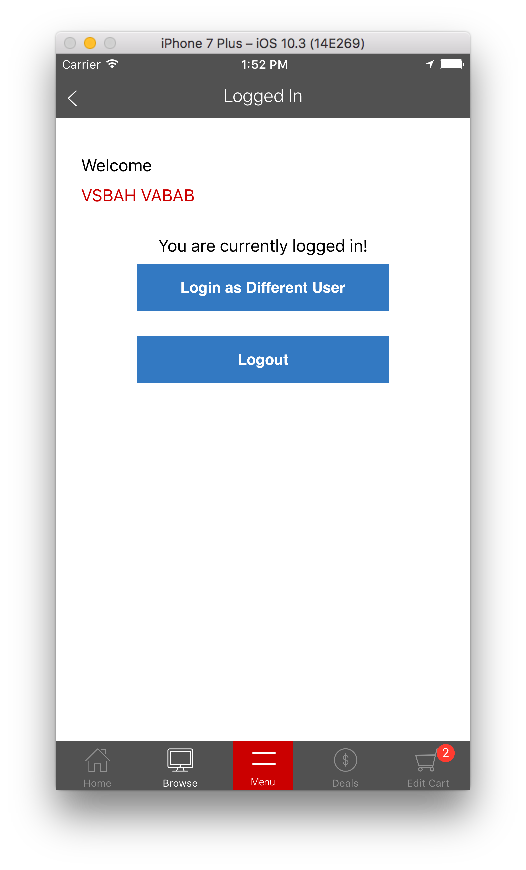 iPhone 7 Plus – iOS 10.3 (14E269)
Carrier 1:52 PM
Logged In
Welcome
VSBAH VABAB
You are currently logged in!
Login as Different User
Logout
2
Home Browse Menu Deals Edit Cart